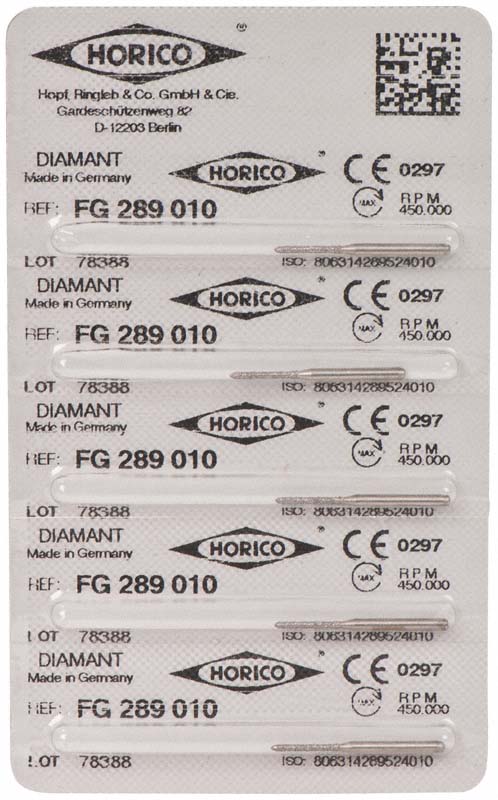 HORICO ®
Hopf, Ringleb & Co. GmbH & Cie.
Gardeschützenweg 82
D-12203 Berlin
DIAMANT HORICO ® CE 0297
Made in Germany MAX RPM 450.000
REF: FG 289 010
LOT 78388 ISO: 806314289524010
DIAMANT HORICO ® CE 0297
Made in Germany MAX RPM 450.000
REF: FG 289 010
LOT 78388 ISO: 806314289524010
DIAMANT HORICO ® CE 0297
Made in Germany MAX RPM 450.000
REF: FG 289 010
LOT 78388 ISO: 806314289524010
DIAMANT HORICO ® CE 0297
Made in Germany MAX RPM 450.000
REF: FG 289 010
LOT 78388 ISO: 806314289524010
DIAMANT HORICO ® CE 0297
Made in Germany MAX RPM 450.000
REF: FG 289 010
LOT 78388 ISO: 806314289524010